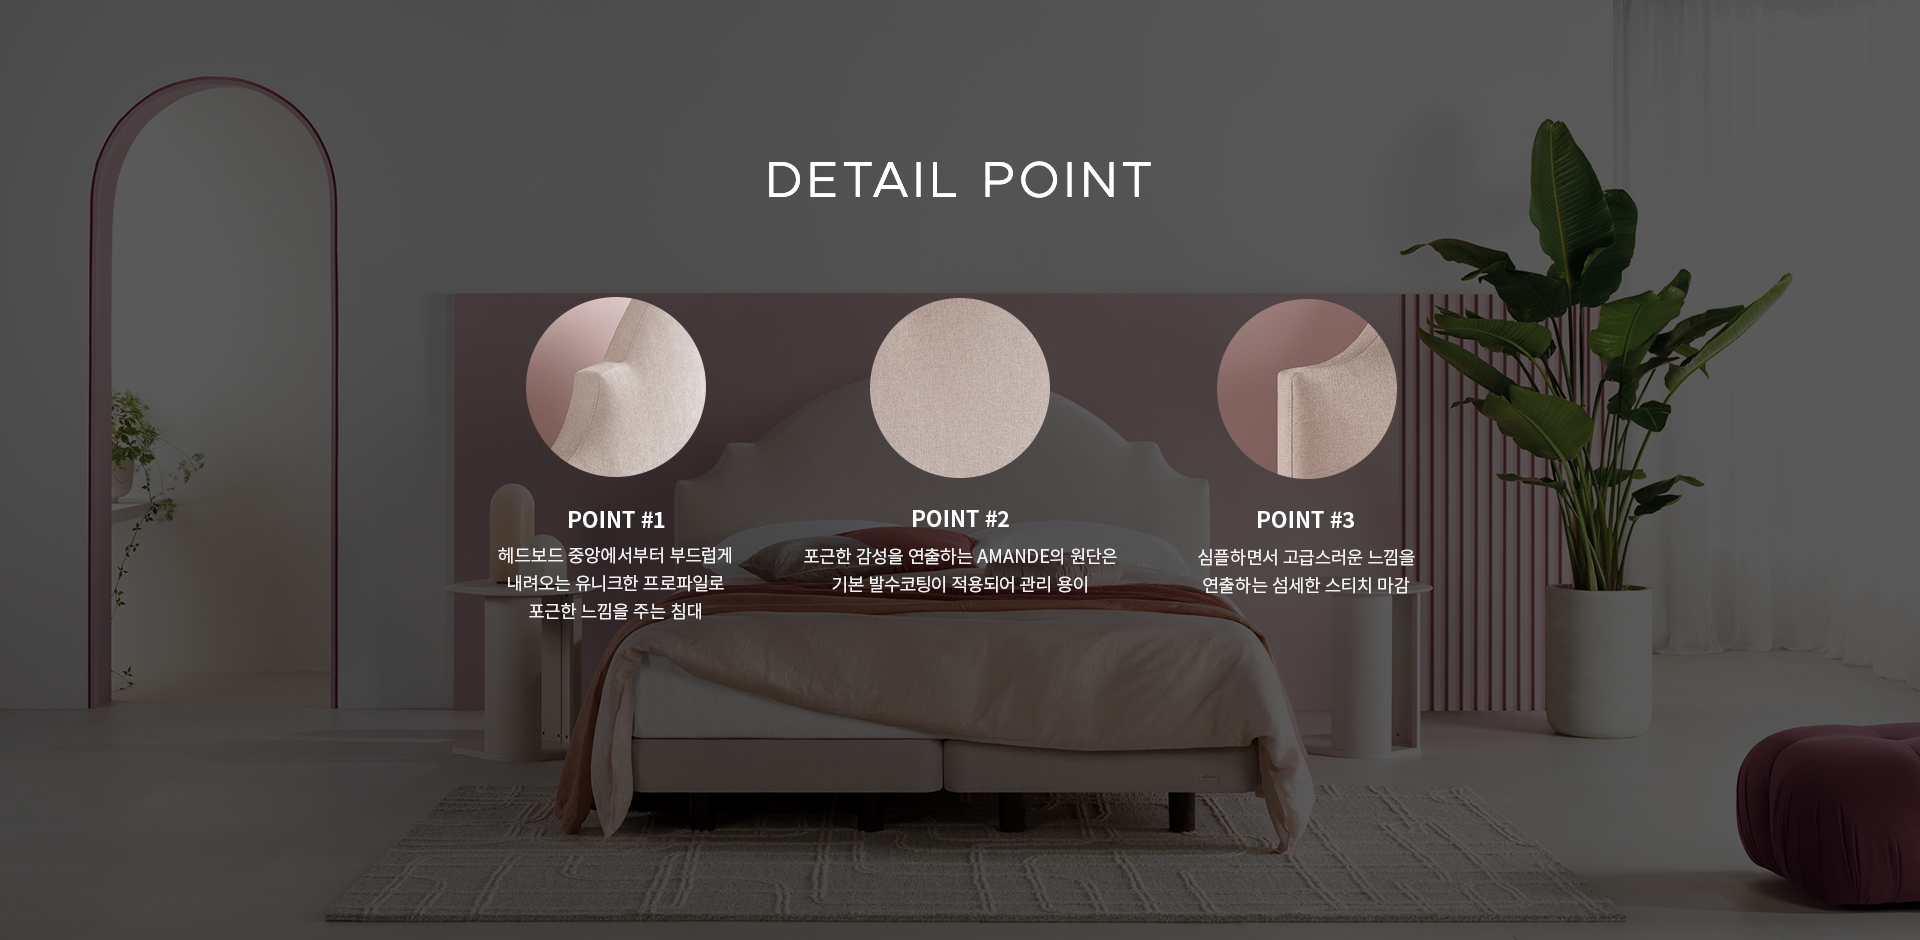 DETAIL POINT
POINT #1
헤드보드 중앙에서부터 부드럽게
내려오는 유니크한 프로파일로
포근한 느낌을 주는 침대
POINT #2
포근한 감성을 연출하는 AMANDE의 원단은
기본 발수코팅이 적용되어 관리 용이
POINT #3
심플하면서 고급스러운 느낌을
연출하는 섬세한 스티치 마감